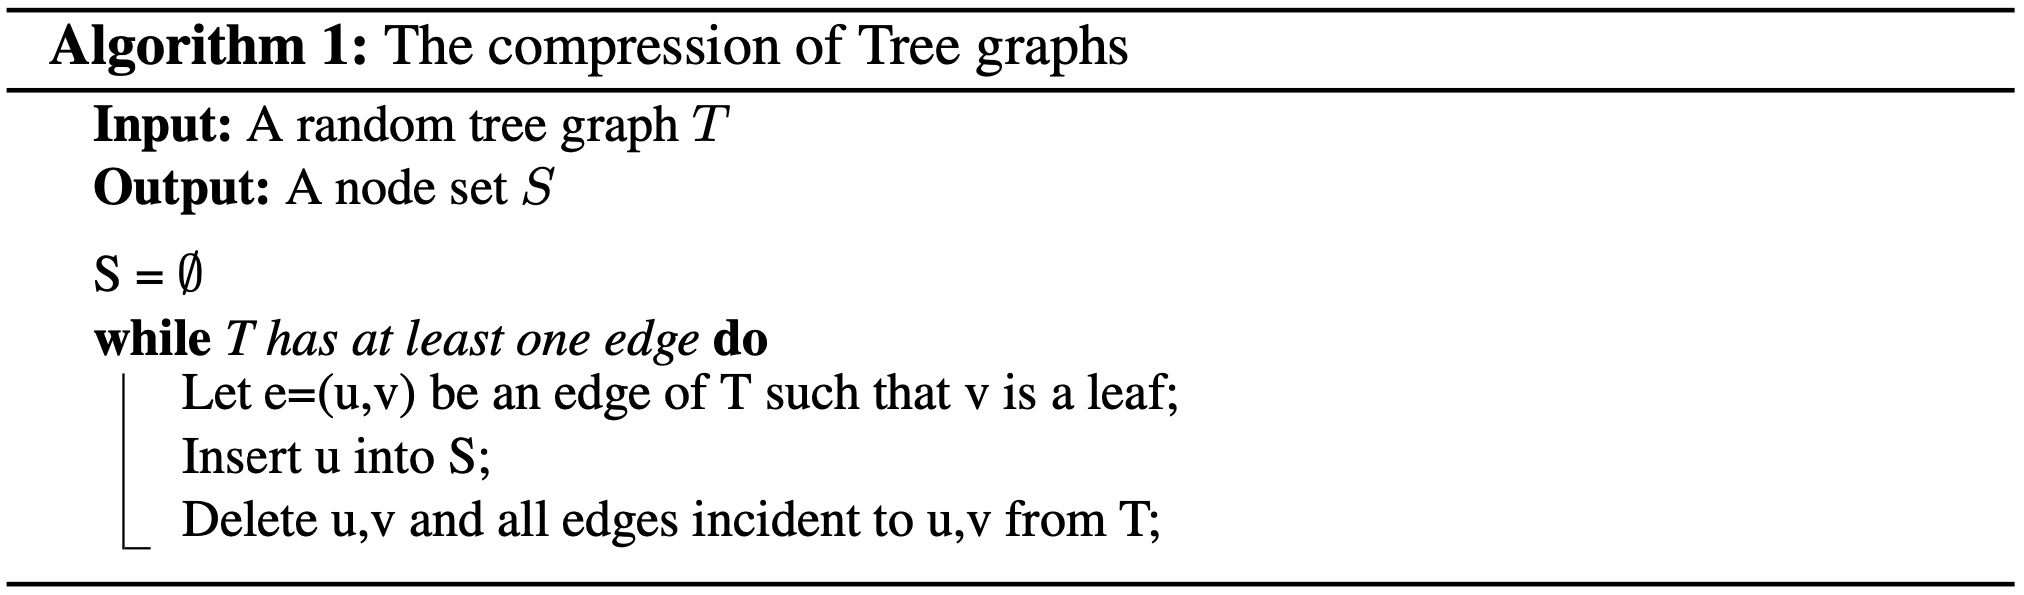 Algorithm 1: The compression of Tree graphs
Input: A random tree graph T
Output: A node set S
S = ∅
while T has at least one edge do
Let e=(u,v) be an edge of T such that v is a leaf;
Insert u into S;
Delete u,v and all edges incident to u,v from T;